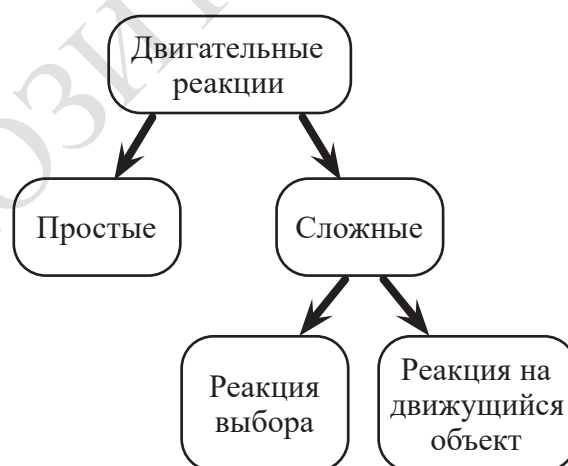 Двигательные
реакции
Простые
Сложные
Реакция
выбора
Реакция на
движущийся
объект